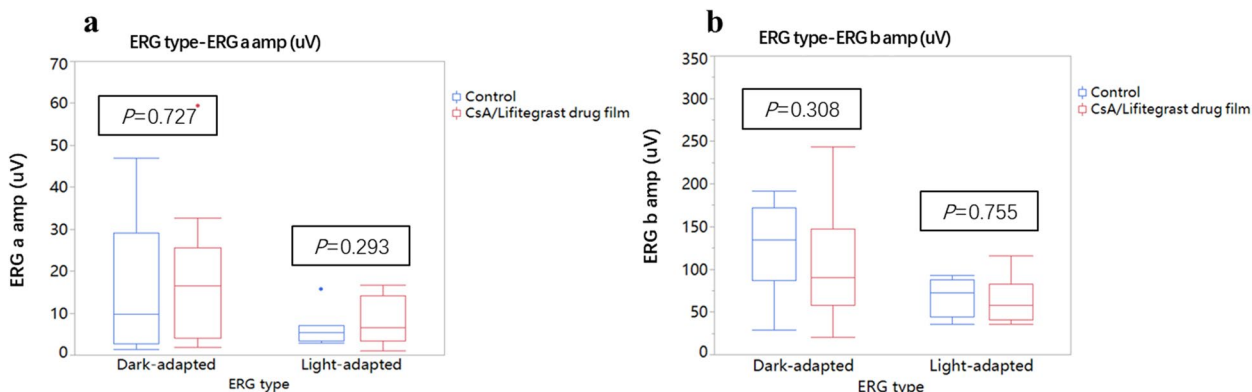 a
ERG type-ERG a amp (uV)
70
60
50
40
30
20
10
0
ERG a amp (uV)
P=0.727
P=0.293
Control
CsA/Lifitegrast drug film
Dark-adapted
Light-adapted
ERG type
b
ERG type-ERG b amp (uV)
350
300
250
200
150
100
50
0
ERG b amp (uV)
P=0.308
P=0.755
Control
CsA/Lifitegrast drug film
Dark-adapted
Light-adapted
ERG type